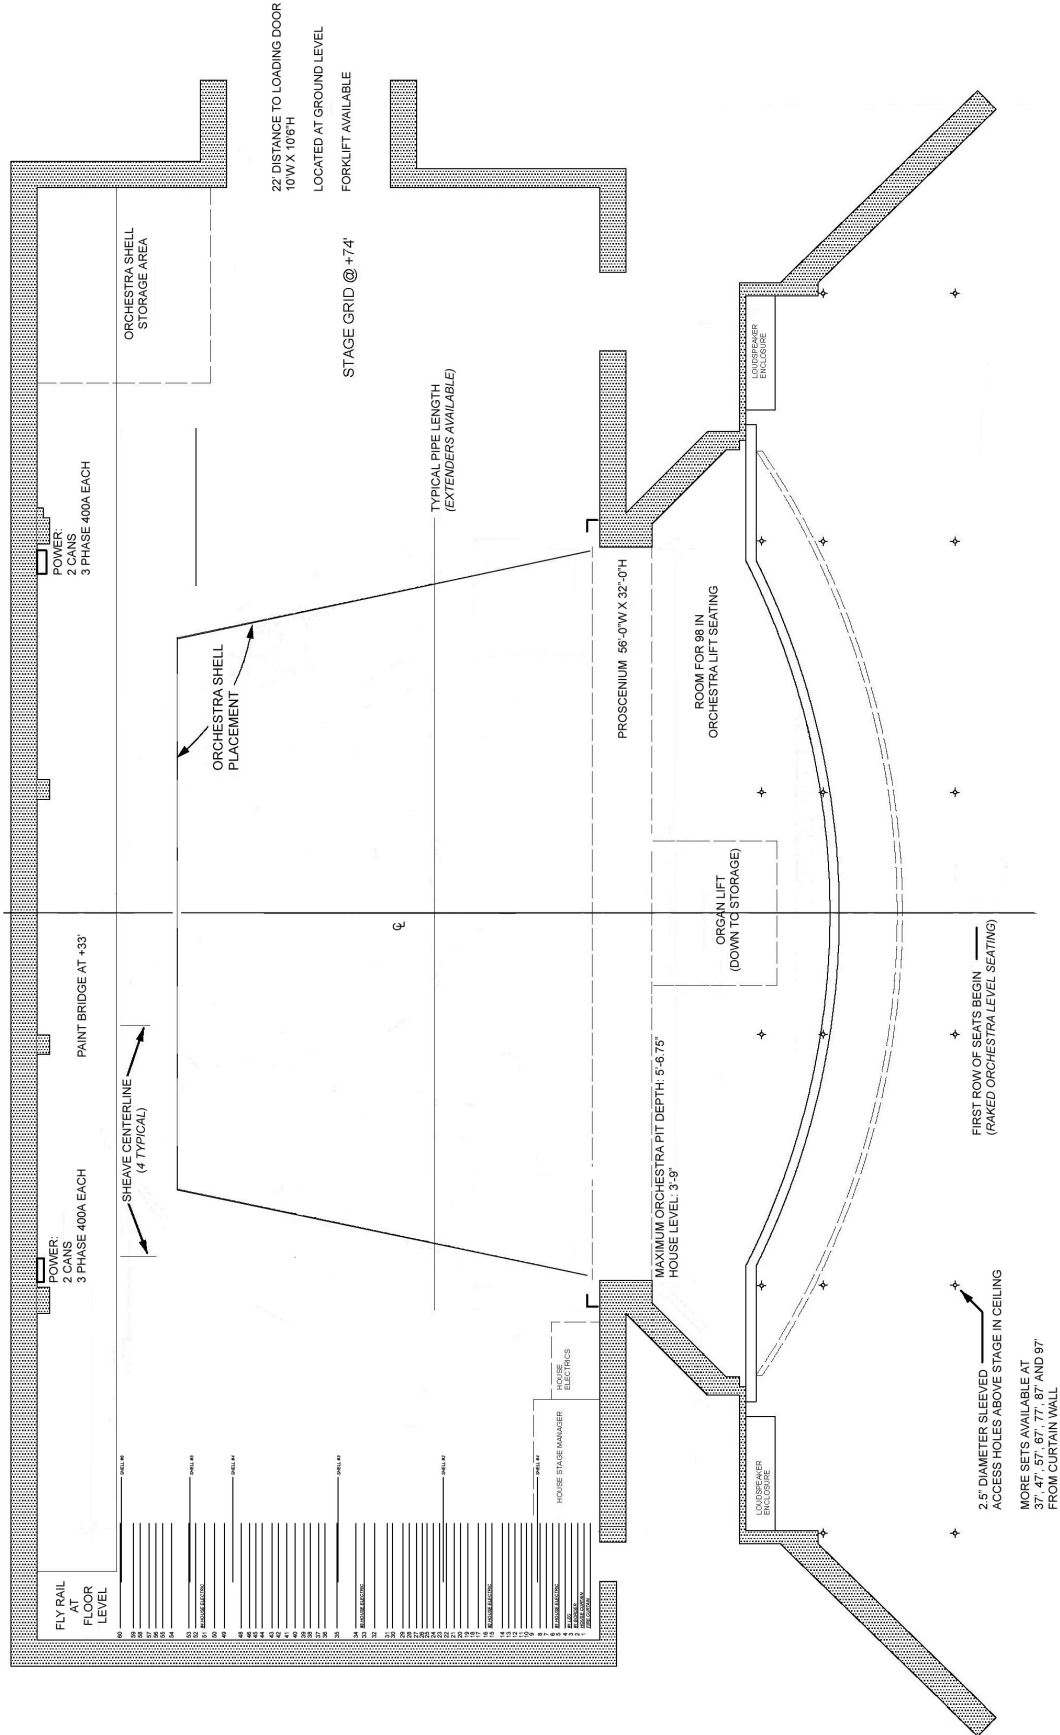 22' DISTANCE TO LOADING DOOR
10'W X 10'6"H
LOCATED AT GROUND LEVEL
FORKLIFT AVAILABLE
ORCHESTRA SHELL
STORAGE AREA
STAGE GRID @ +74'
POWER:
2 CANS
3 PHASE 400A EACH
TYPICAL PIPE LENGTH
(EXTENDERS AVAILABLE)
LOUDSPEAKER
ENCLOSURE
ORCHESTRA SHELL
PLACEMENT
PROSCENIUM 56'-0"W X 32"-0"H
ROOM FOR 98 IN
ORCHESTRA LIFT SEATING
ORGAN LIFT
(DOWN TO STORAGE)
℄
PAINT BRIDGE AT +33'
SHEAVE CENTERLINE
(4 TYPICAL)
FIRST ROW OF SEATS BEGIN
(RAKED ORCHESTRA LEVEL SEATING)
MAXIMUM ORCHESTRA PIT DEPTH: 5'-6.75"
HOUSE LEVEL: 3'-9"
POWER:
2 CANS
3 PHASE 400A EACH
HOUSE
ELECTRICS
HOUSE STAGE MANAGER
LOUDSPEAKER
ENCLOSURE
2.5" DIAMETER SLEEVED
ACCESS HOLES ABOVE STAGE IN CEILING
MORE SETS AVAILABLE AT
37', 47', 57', 67', 77', 87' AND 97'
FROM CURTAIN WALL
FLY RAIL
AT
FLOOR
LEVEL